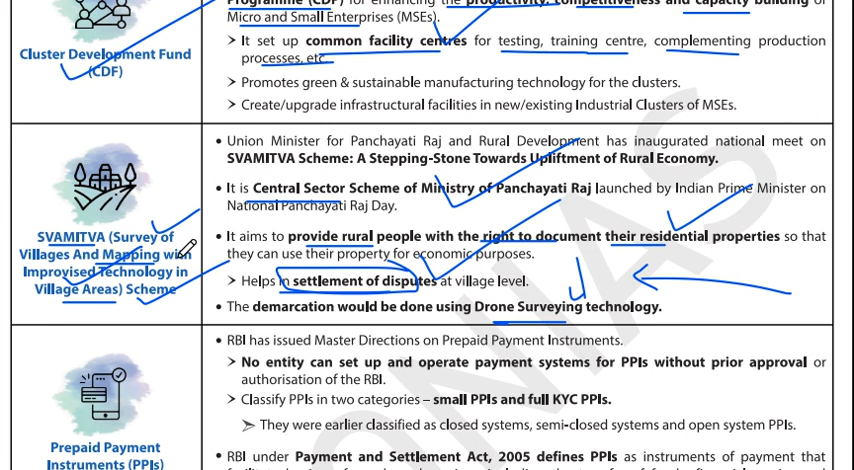 Programme (CDF) for enhancing the productivity, competitiveness and capacity building of
Micro and Small Enterprises (MSEs).
Cluster Development Fund
(CDF)
➢ It set up common facility centres for testing, training centre, complementing production
processes, etc.
➢ Promotes green & sustainable manufacturing technology for the clusters.
➢ Create/upgrade infrastructural facilities in new/existing Industrial Clusters of MSEs.
SVAMITVA (Survey of
Villages And Mapping with
Improvised Technology in
Village Areas) Scheme
• Union Minister for Panchayati Raj and Rural Development has inaugurated national meet on
SVAMITVA Scheme: A Stepping-Stone Towards Upliftment of Rural Economy.
• It is Central Sector Scheme of Ministry of Panchayati Raj launched by Indian Prime Minister on
National Panchayati Raj Day.
• It aims to provide rural people with the right to document their residential properties so that
they can use their property for economic purposes.
➢ Helps in settlement of disputes at village level.
• The demarcation would be done using Drone Surveying technology.
Prepaid Payment
Instruments (PPIs)
• RBI has issued Master Directions on Prepaid Payment Instruments.
➢ No entity can set up and operate payment systems for PPIs without prior approval or
authorisation of the RBI.
➢ Classify PPIs in two categories – small PPIs and full KYC PPIs.
➢ They were earlier classified as closed systems, semi-closed systems and open system PPIs.
• RBI under Payment and Settlement Act, 2005 defines PPIs as instruments of payment that
ONIAS